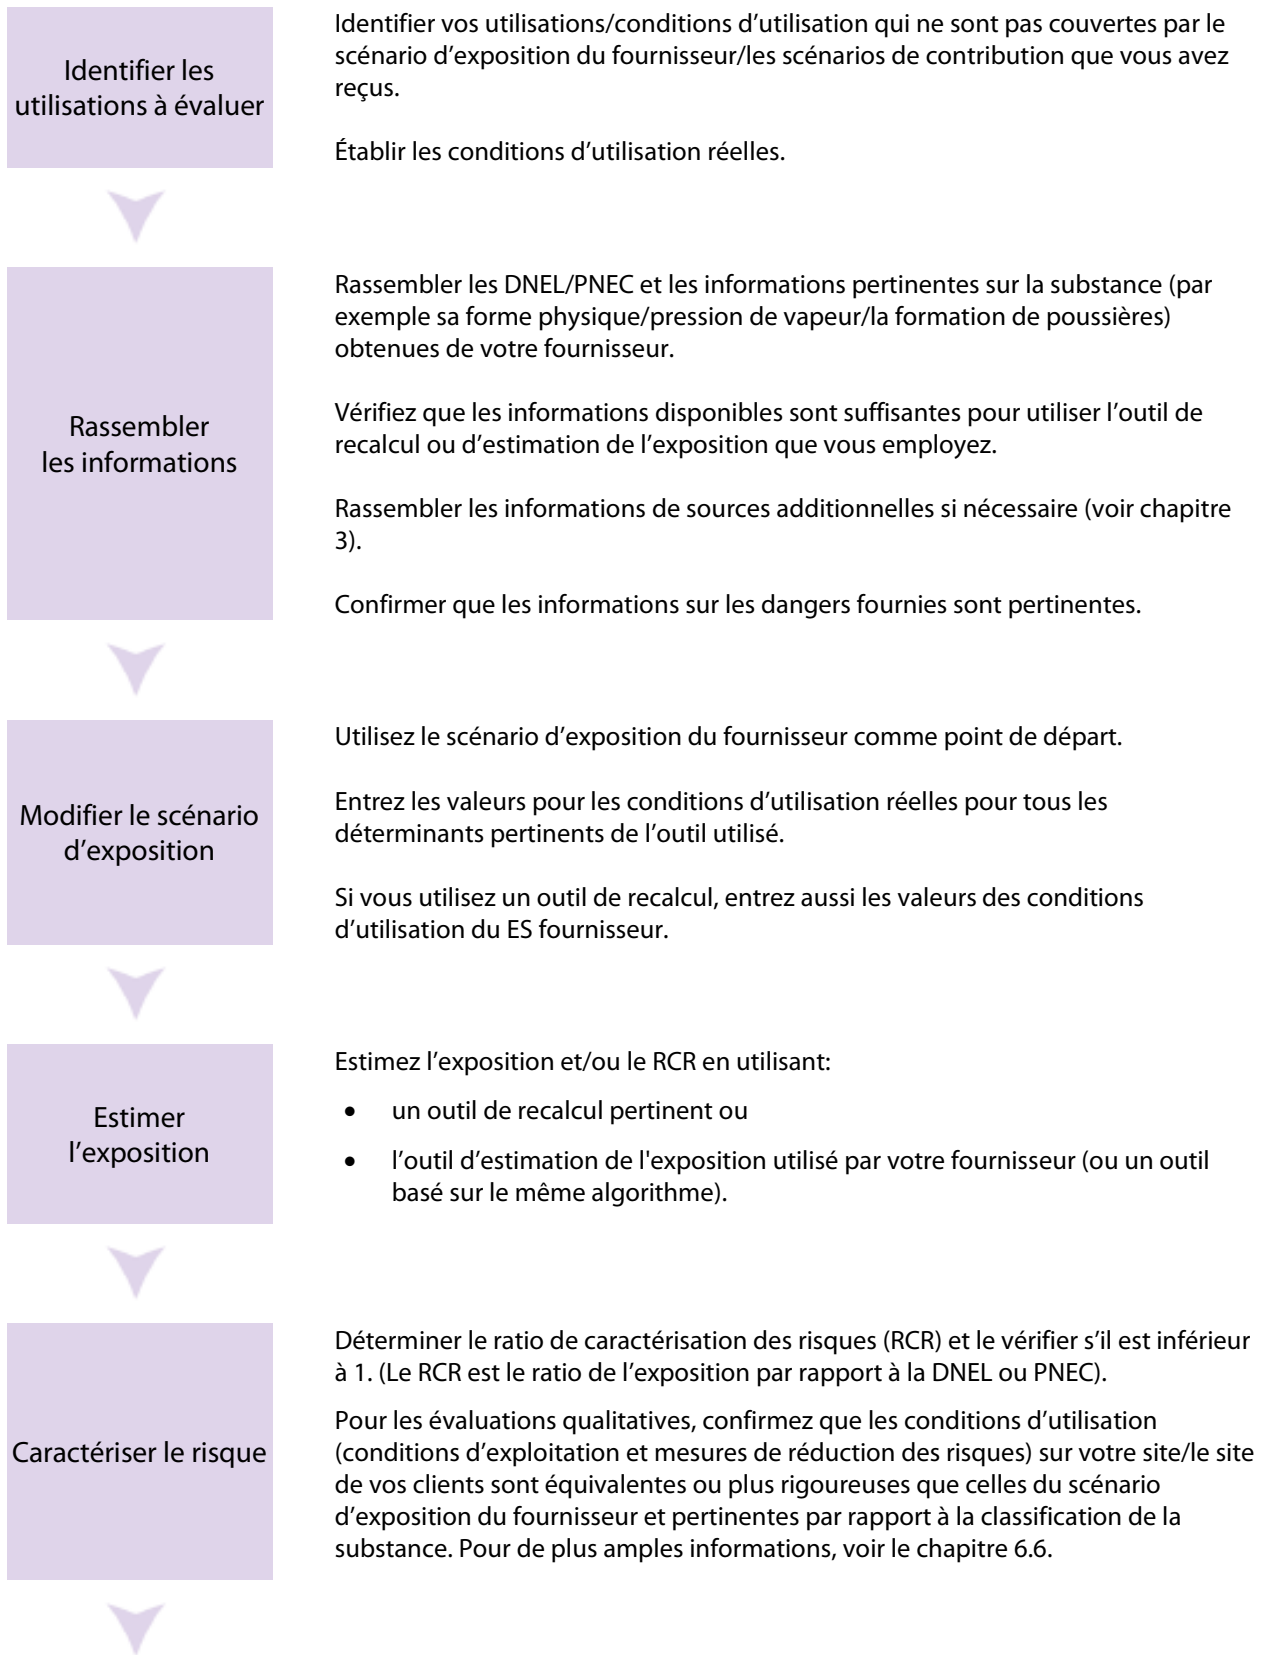 Identifier les
utilisations à évaluer
Identifier vos utilisations/conditions d’utilisation qui ne sont pas couvertes par le
scénario d’exposition du fournisseur/les scénarios de contribution que vous avez
reçus.
Établir les conditions d’utilisation réelles.
Rassembler
les informations
Rassembler les DNEL/PNEC et les informations pertinentes sur la substance (par
exemple sa forme physique/pression de vapeur/la formation de poussières)
obtenues de votre fournisseur.
Vérifiez que les informations disponibles sont suffisantes pour utiliser l’outil de
recalcul ou d’estimation de l’exposition que vous employez.
Rassembler les informations de sources additionnelles si nécessaire (voir chapitre
3).
Confirmer que les informations sur les dangers fournies sont pertinentes.
Modifier le scénario
d’exposition
Utilisez le scénario d’exposition du fournisseur comme point de départ.
Entrez les valeurs pour les conditions d’utilisation réelles pour tous les
déterminants pertinents de l’outil utilisé.
Si vous utilisez un outil de recalcul, entrez aussi les valeurs des conditions
d’utilisation du ES fournisseur.
Estimer
l’exposition
Estimez l’exposition et/ou le RCR en utilisant:
• un outil de recalcul pertinent ou
• l’outil d’estimation de l'exposition utilisé par votre fournisseur (ou un outil
basé sur le même algorithme).
Caractériser le risque
Déterminer le ratio de caractérisation des risques (RCR) et le vérifier s’il est inférieur
à 1. (Le RCR est le ratio de l’exposition par rapport à la DNEL ou PNEC).
Pour les évaluations qualitatives, confirmez que les conditions d’utilisation
(conditions d’exploitation et mesures de réduction des risques) sur votre site/le site
de vos clients sont équivalentes ou plus rigoureuses que celles du scénario
d’exposition du fournisseur et pertinentes par rapport à la classification de la
substance. Pour de plus amples informations, voir le chapitre 6.6.